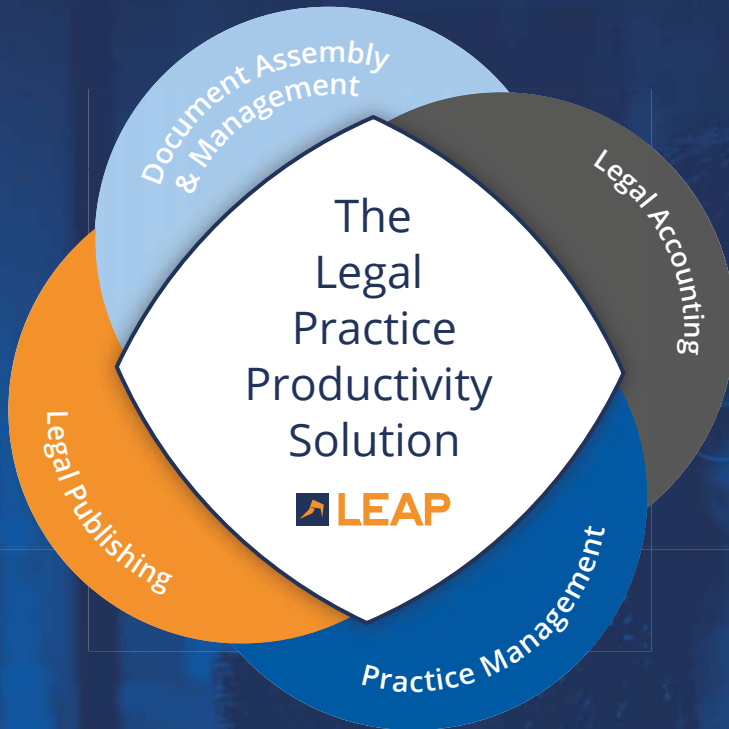 Document Assembly
& Management
Legal Accounting
The
Legal
Practice
Productivity
Solution
LEAP
Legal Publishing
Practice Management